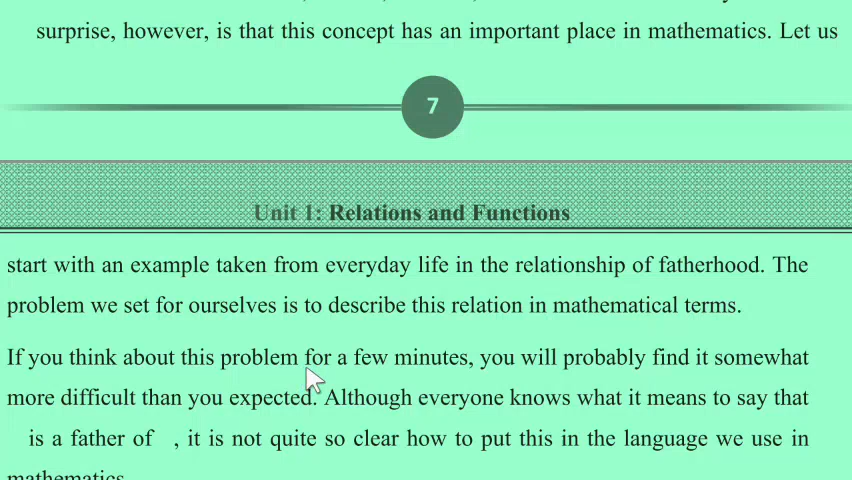 surprise, however, is that this concept has an important place in mathematics. Let us
7
Unit 1: Relations and Functions
start with an example taken from everyday life in the relationship of fatherhood. The
problem we set for ourselves is to describe this relation in mathematical terms.
If you think about this problem for a few minutes, you will probably find it somewhat
more difficult than you expected. Although everyone knows what it means to say that
is a father of , it is not quite so clear how to put this in the language we use in
mathematics.